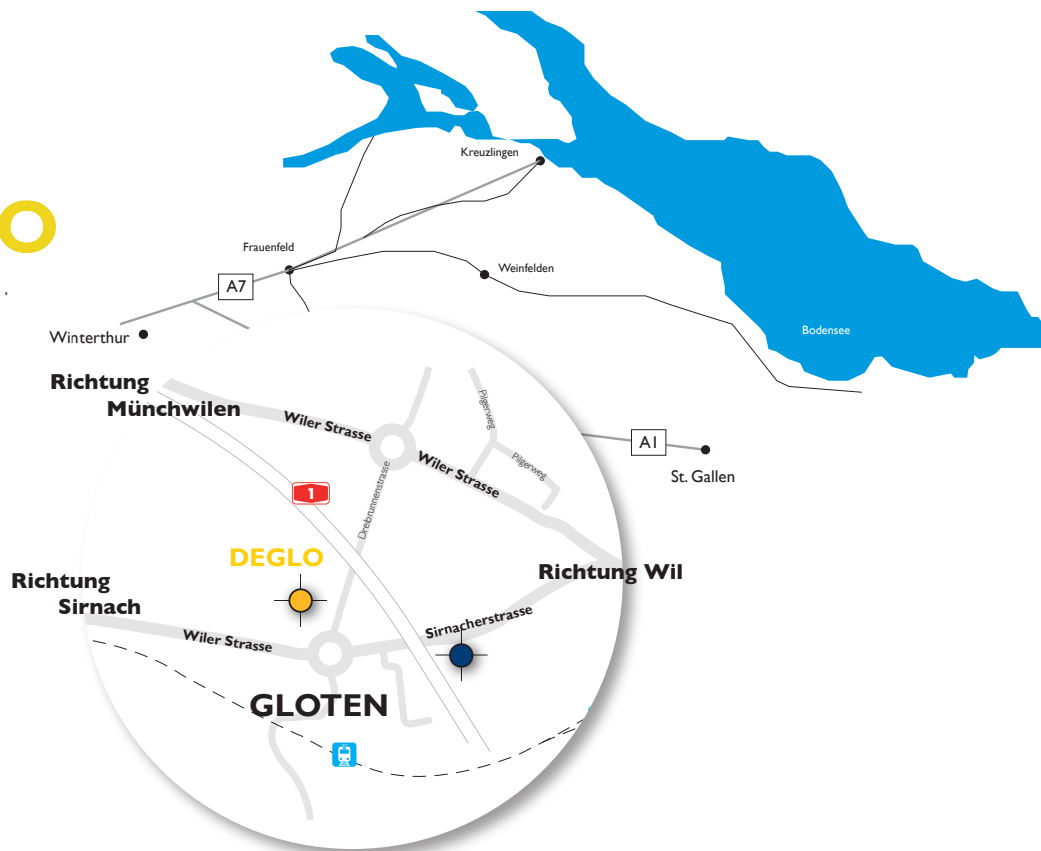 Kreuzlingen
Frauenfeld
Weinfelden
A7
Winterthur
Bodensee
Richtung
Münchwilen
Pilgerweg
Wiler Strasse
A1
Wiler Strasse
Pilgerweg
St. Gallen
1
Dreibrunnenstrasse
DEGLO
Richtung Wil
Richtung
Sirnach
Sirnacherstrasse
Wiler Strasse
GLOTEN